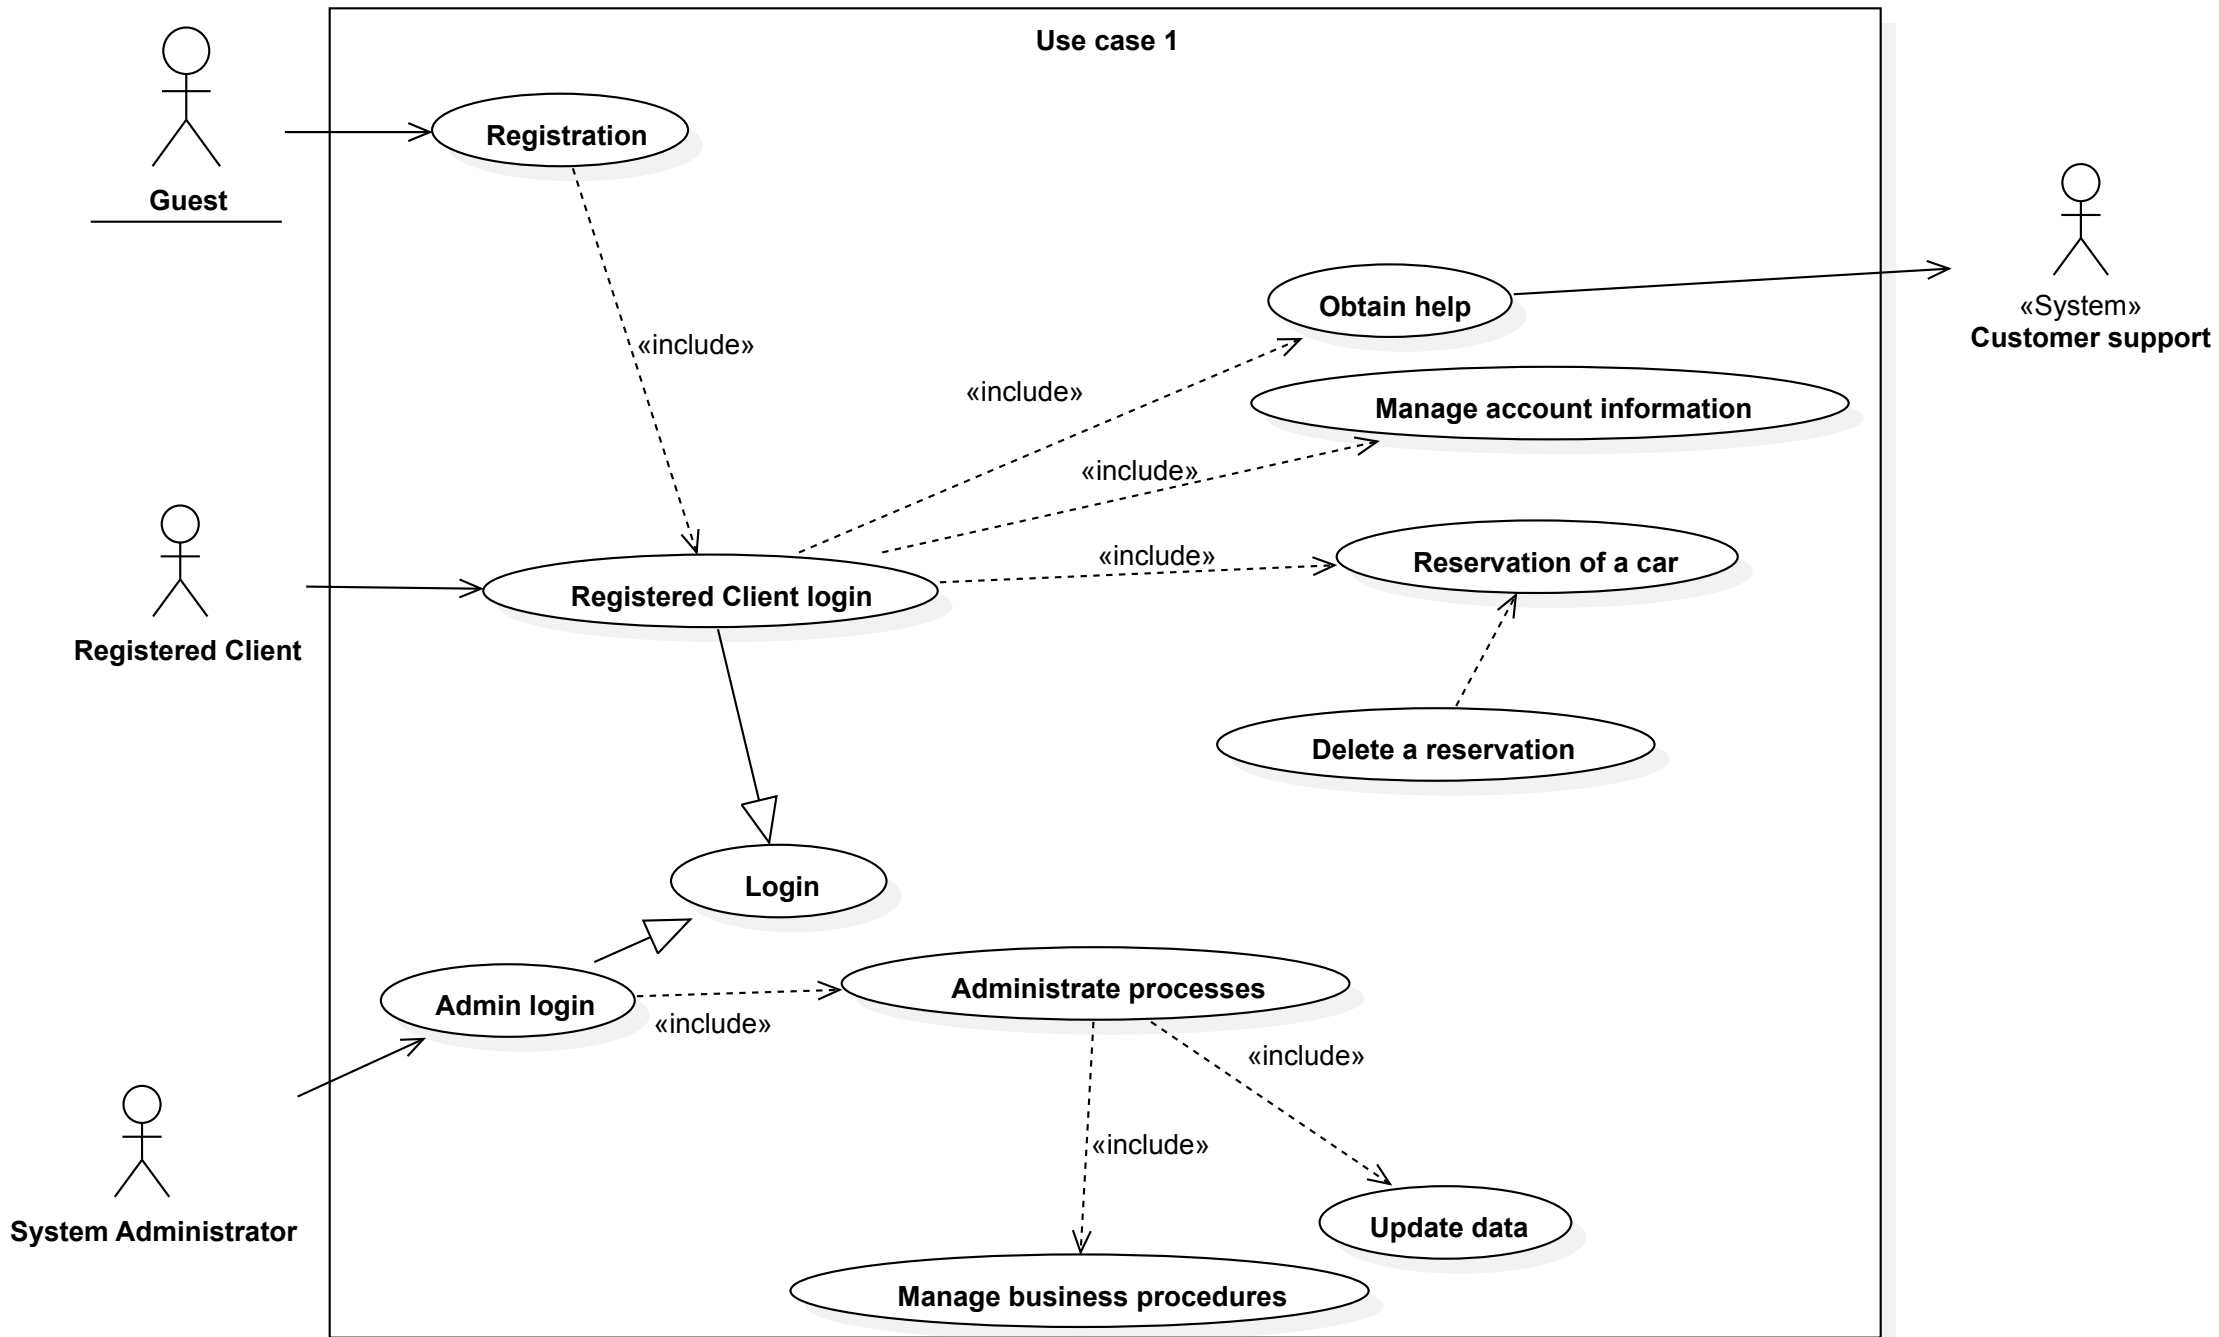 Use case 1
Registration
Guest
Obtain help
«System»
Customer support
«include»
«include»
Manage account information
«include»
«include»
Reservation of a car
Registered Client login
Registered Client
Delete a reservation
Login
Administrate processes
Admin login
«include»
«include»
«include»
System Administrator
Update data
Manage business procedures